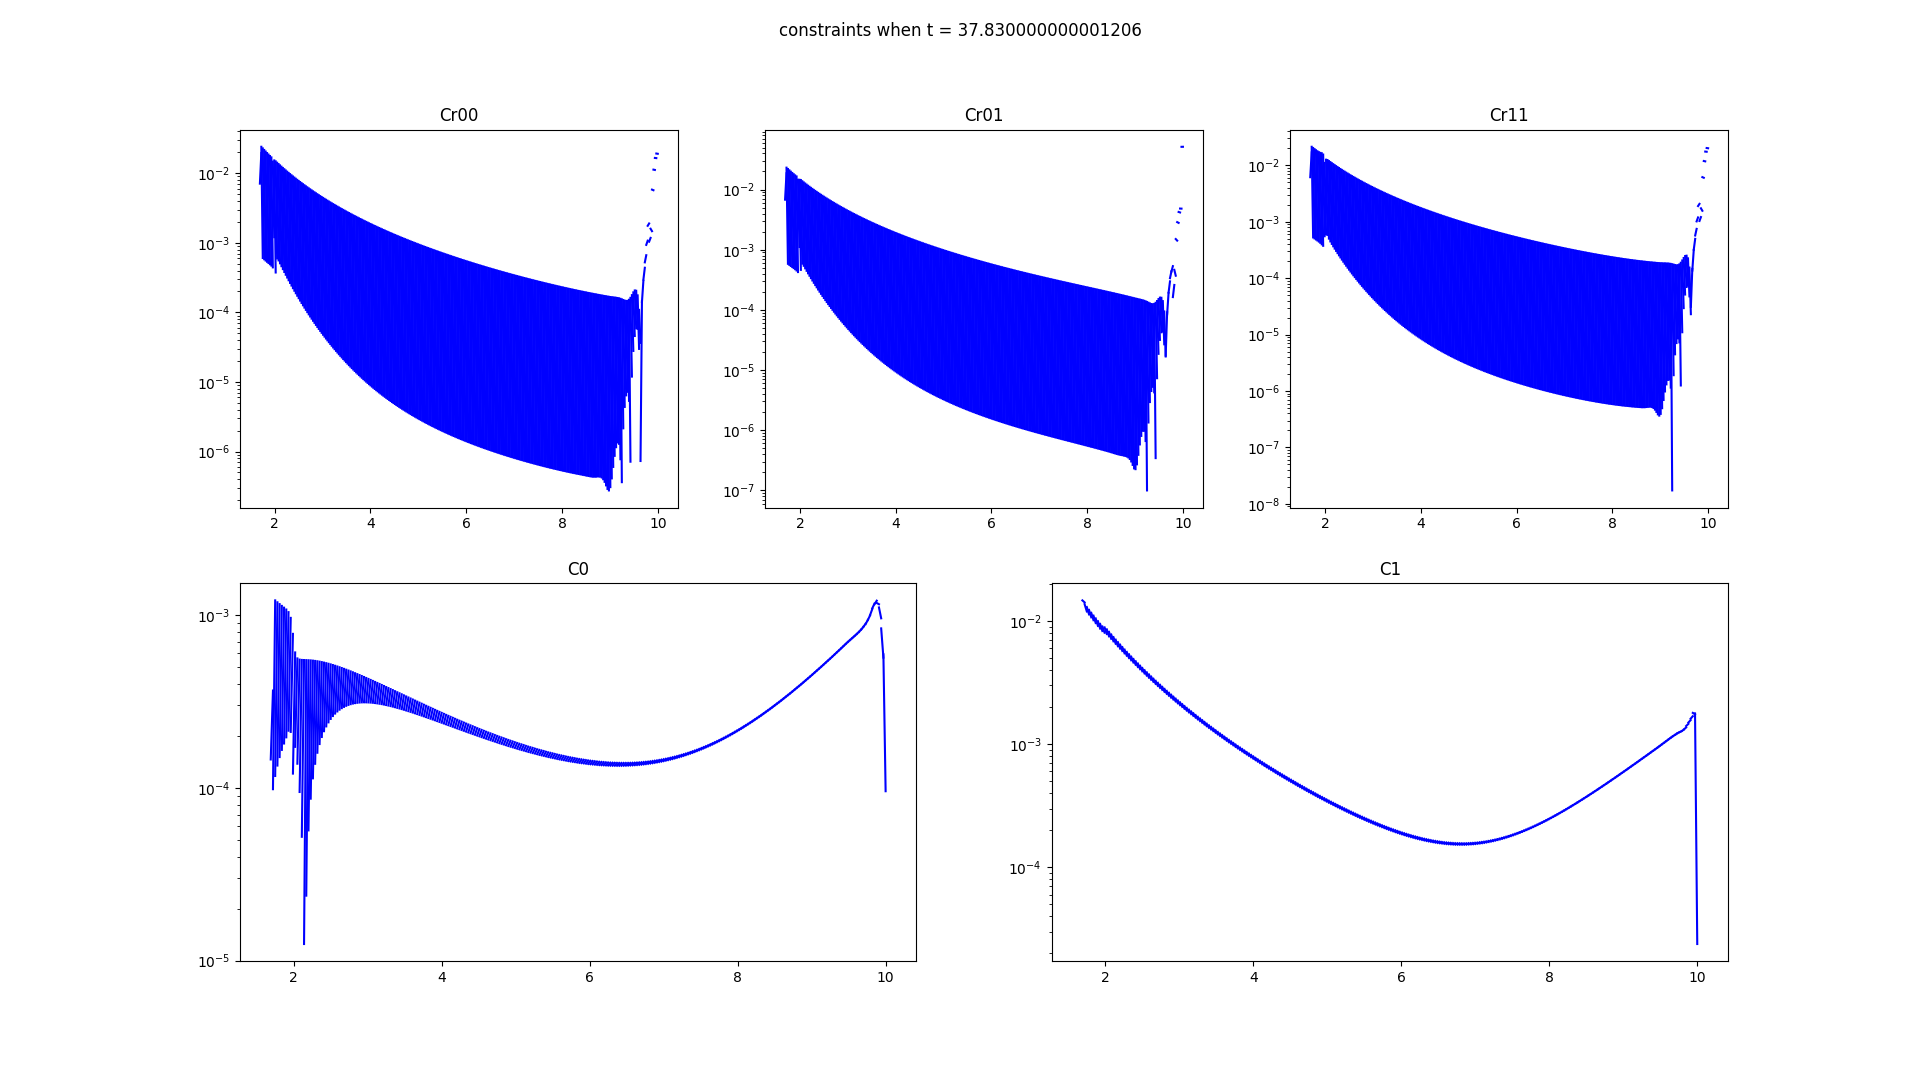 constraints when t = 37.830000000001206
Cr00 Cr01 Cr11
10⁻² 10⁻³ 10⁻⁴ 10⁻⁵ 10⁻⁶
2 4 6 8 10
10⁻² 10⁻³ 10⁻⁴ 10⁻⁵ 10⁻⁶ 10⁻⁷
2 4 6 8 10
10⁻² 10⁻³ 10⁻⁴ 10⁻⁵ 10⁻⁶ 10⁻⁷ 10⁻⁸
2 4 6 8 10
C0 C1
10⁻³ 10⁻⁴ 10⁻⁵
2 4 6 8 10
10⁻² 10⁻³ 10⁻⁴
2 4 6 8 10